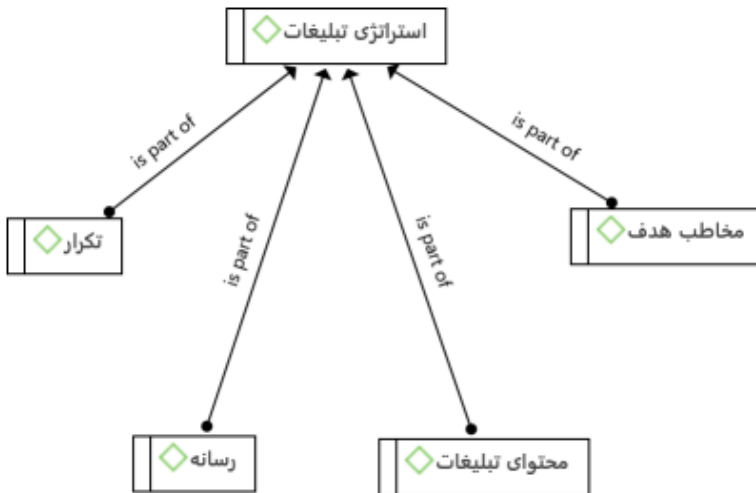 استراتژی تبلیغات
is part of
is part of
is part of
is part of
تکرار
مخاطب هدف
رسانه
محتوای تبلیغات